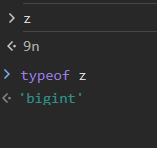 > z
<· 9n
> typeof z
<· 'bigint'